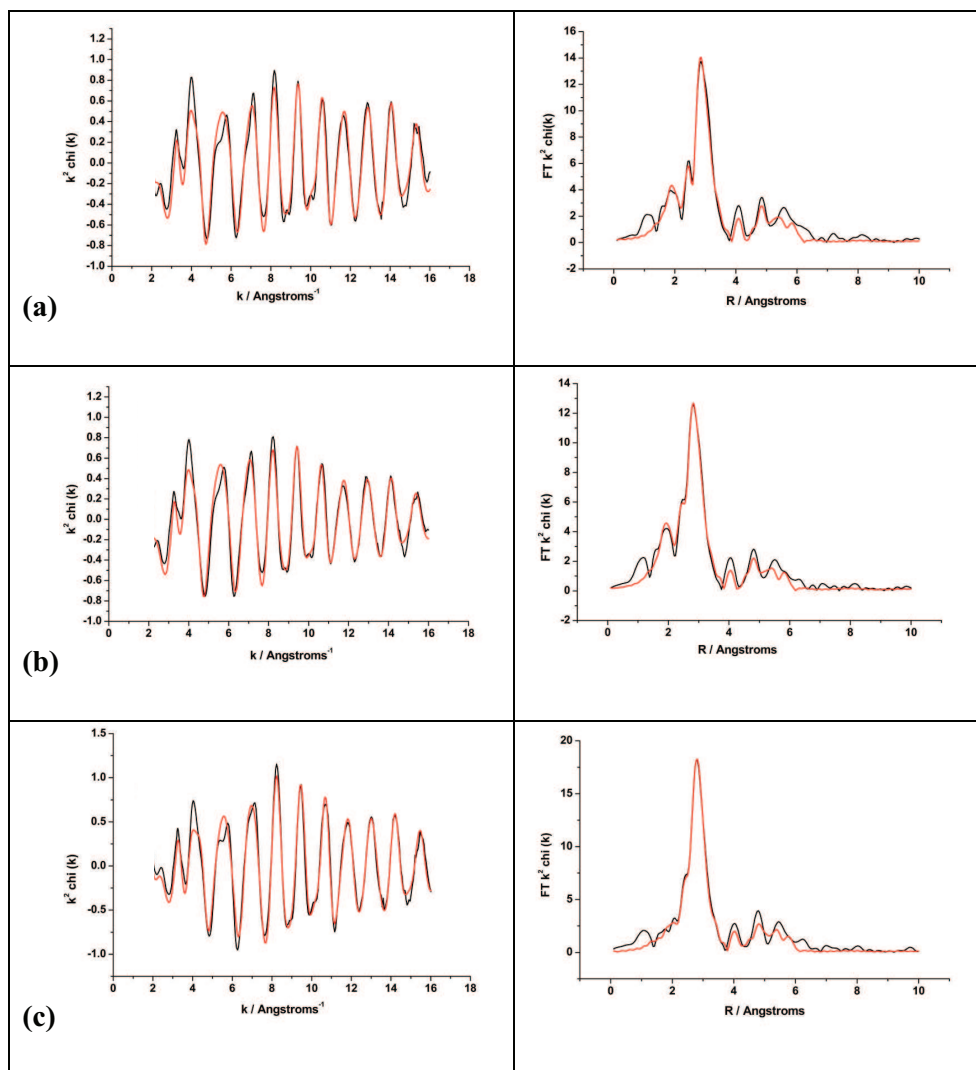 1.2
1.0
0.8
0.6
0.4
0.2
0.0
-0.2
-0.4
-0.6
-0.8
-1.0
k² chi (k)
0 2 4 6 8 10 12 14 16 18
k / Angstroms⁻¹
(a)
16
14
12
10
8
6
4
2
0
-2
FT k² chi(k)
0 2 4 6 8 10
R / Angstroms
1.2
1.0
0.8
0.6
0.4
0.2
0.0
-0.2
-0.4
-0.6
-0.8
-1.0
k² chi (k)
0 2 4 6 8 10 12 14 16 18
k / Angstroms⁻¹
(b)
14
12
10
8
6
4
2
0
-2
FT k² chi (k)
0 2 4 6 8 10
R / Angstroms
1.5
1.0
0.5
0.0
-0.5
-1.0
k² chi (k)
0 2 4 6 8 10 12 14 16 18
k / Angstroms⁻¹
(c)
20
15
10
5
0
FT k² chi (k)
0 2 4 6 8 10
R / Angstroms